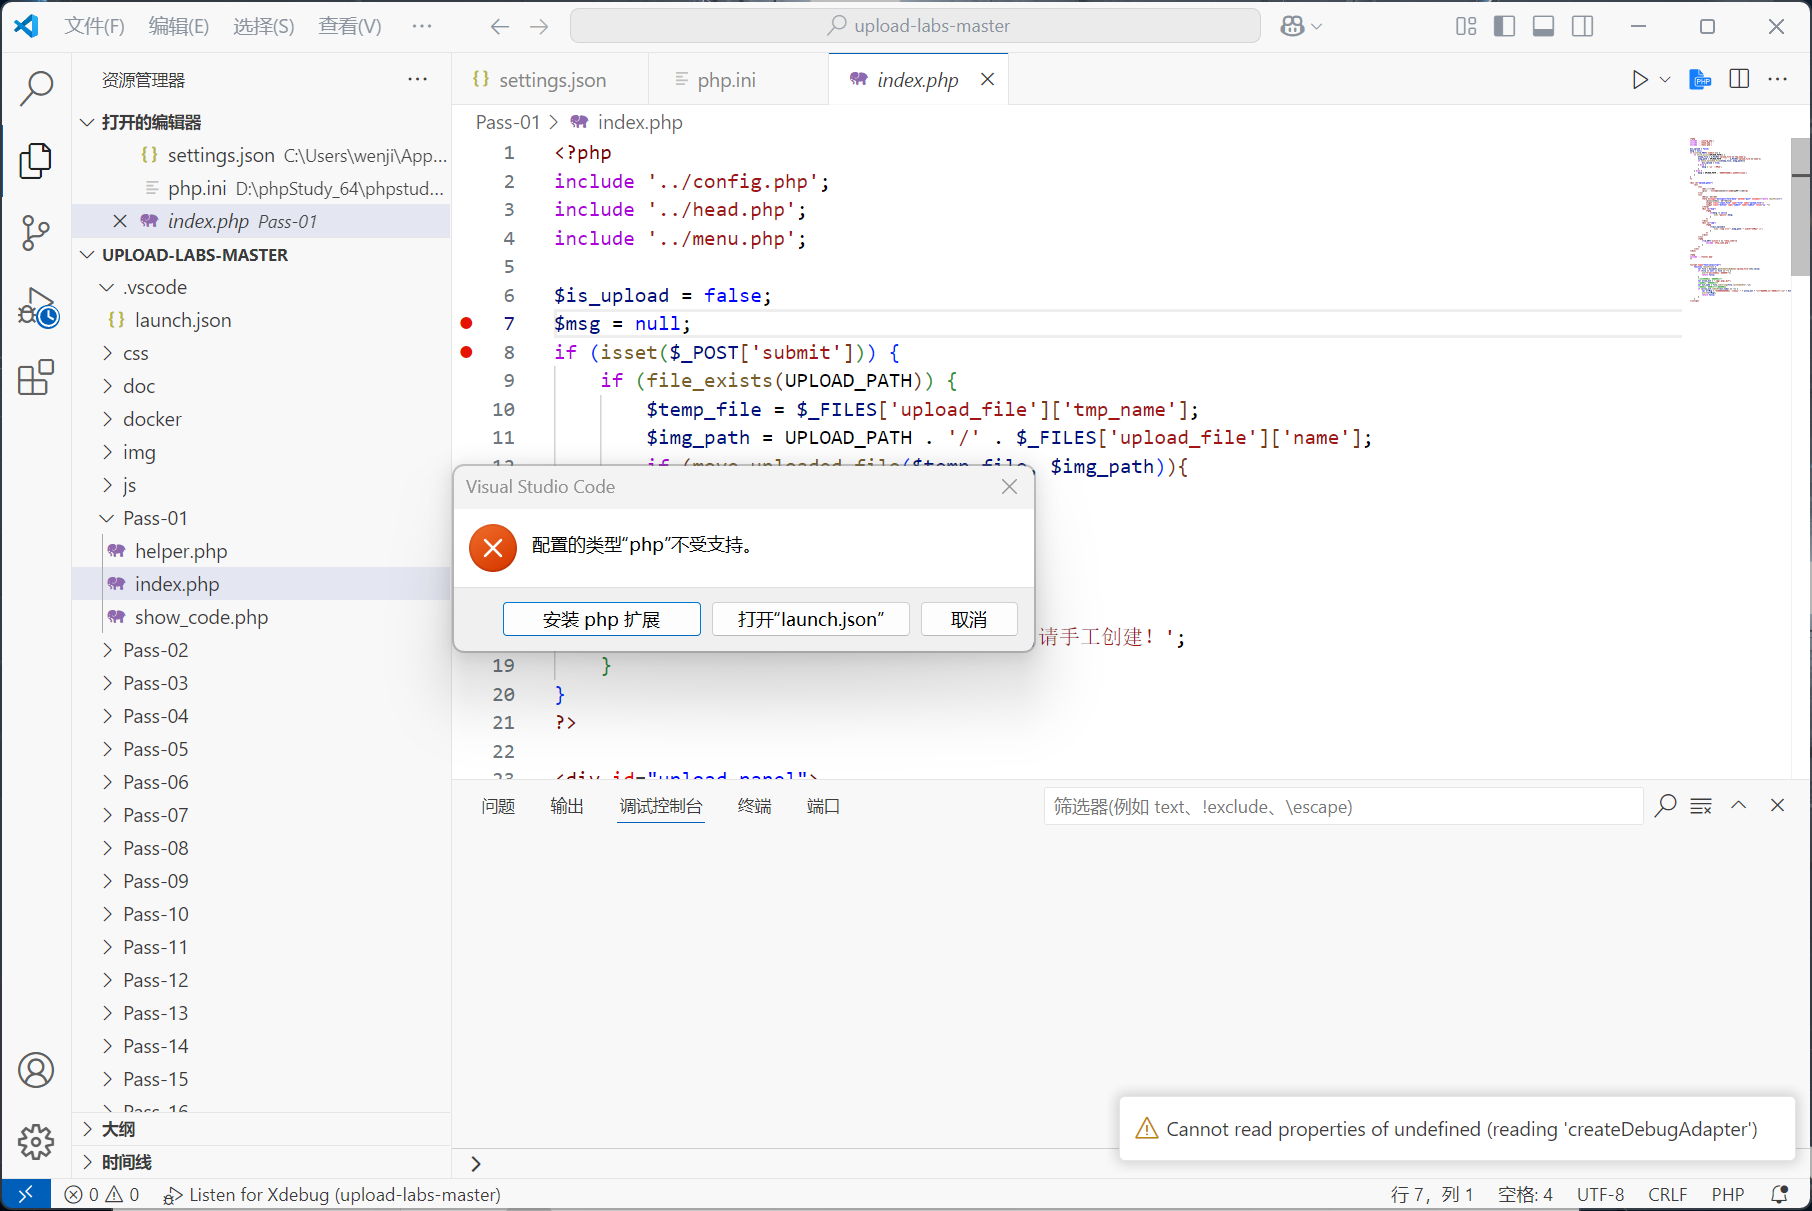 文件(F) 编辑(E) 选择(S) 查看(V) ··· upload-labs-master
资源管理器 ···
打开的编辑器
settings.json C:\Users\wenji\App...
php.ini D:\phpStudy_64\phpstud...
index.php Pass-01
UPLOAD-LABS-MASTER
.vscode
launch.json
css
doc
docker
img
js
Pass-01
helper.php
index.php
show_code.php
Pass-02
Pass-03
Pass-04
Pass-05
Pass-06
Pass-07
Pass-08
Pass-09
Pass-10
Pass-11
Pass-12
Pass-13
Pass-14
Pass-15
Pass-16
大纲
时间线
settings.json php.ini index.php
Pass-01 > index.php
1 <?php
2 include '../config.php';
3 include '../head.php';
4 include '../menu.php';
5
6 $is_upload = false;
7 $msg = null;
8 if (isset($_POST['submit'])) {
9 if (file_exists(UPLOAD_PATH)) {
10 $temp_file = $_FILES['upload_file']['tmp_name'];
11 $img_path = UPLOAD_PATH . '/' . $_FILES['upload_file']['name'];
12 if (move_uploaded_file($temp_file, $img_path)){
请手工创建！';
19 }
20 }
21 ?>
22
23 <div id="upload_panel">
Visual Studio Code
配置的类型“php”不受支持。
安装 php 扩展 打开“launch.json” 取消
问题 输出 调试控制台 终端 端口 筛选器(例如 text、!exclude、\escape)
Cannot read properties of undefined (reading 'createDebugAdapter')
0 0 Listen for Xdebug (upload-labs-master) 行 7，列 1 空格: 4 UTF-8 CRLF PHP